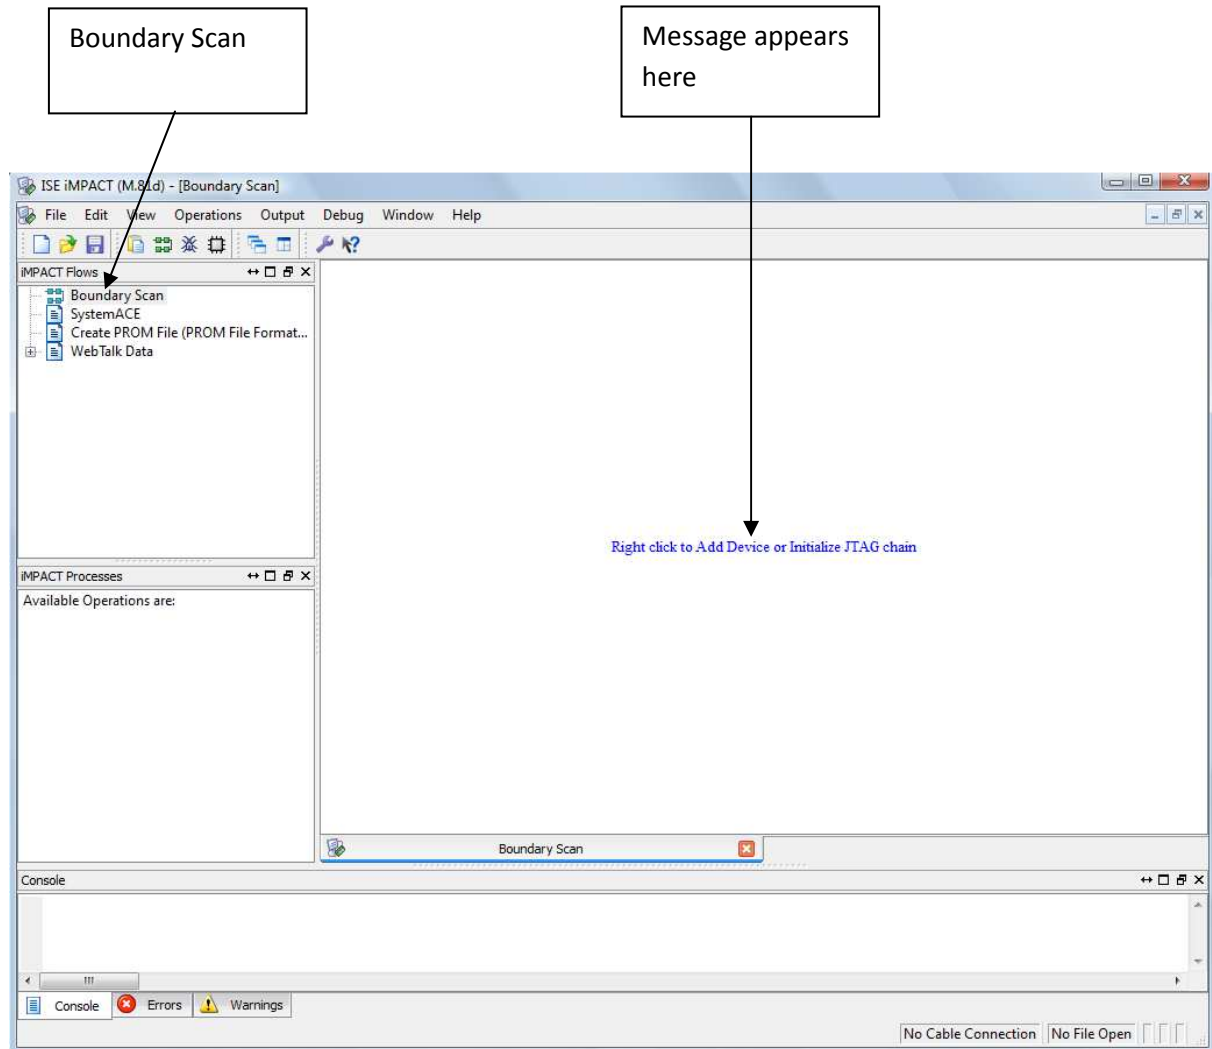 Boundary Scan
Message appears
here
ISE iMPACT (M.81d) - [Boundary Scan]
File Edit View Operations Output Debug Window Help
iMPACT Flows
Boundary Scan
SystemACE
Create PROM File (PROM File Format...
WebTalk Data
Right click to Add Device or Initialize JTAG chain
iMPACT Processes
Available Operations are:
Boundary Scan
Console
Console Errors Warnings
No Cable Connection No File Open